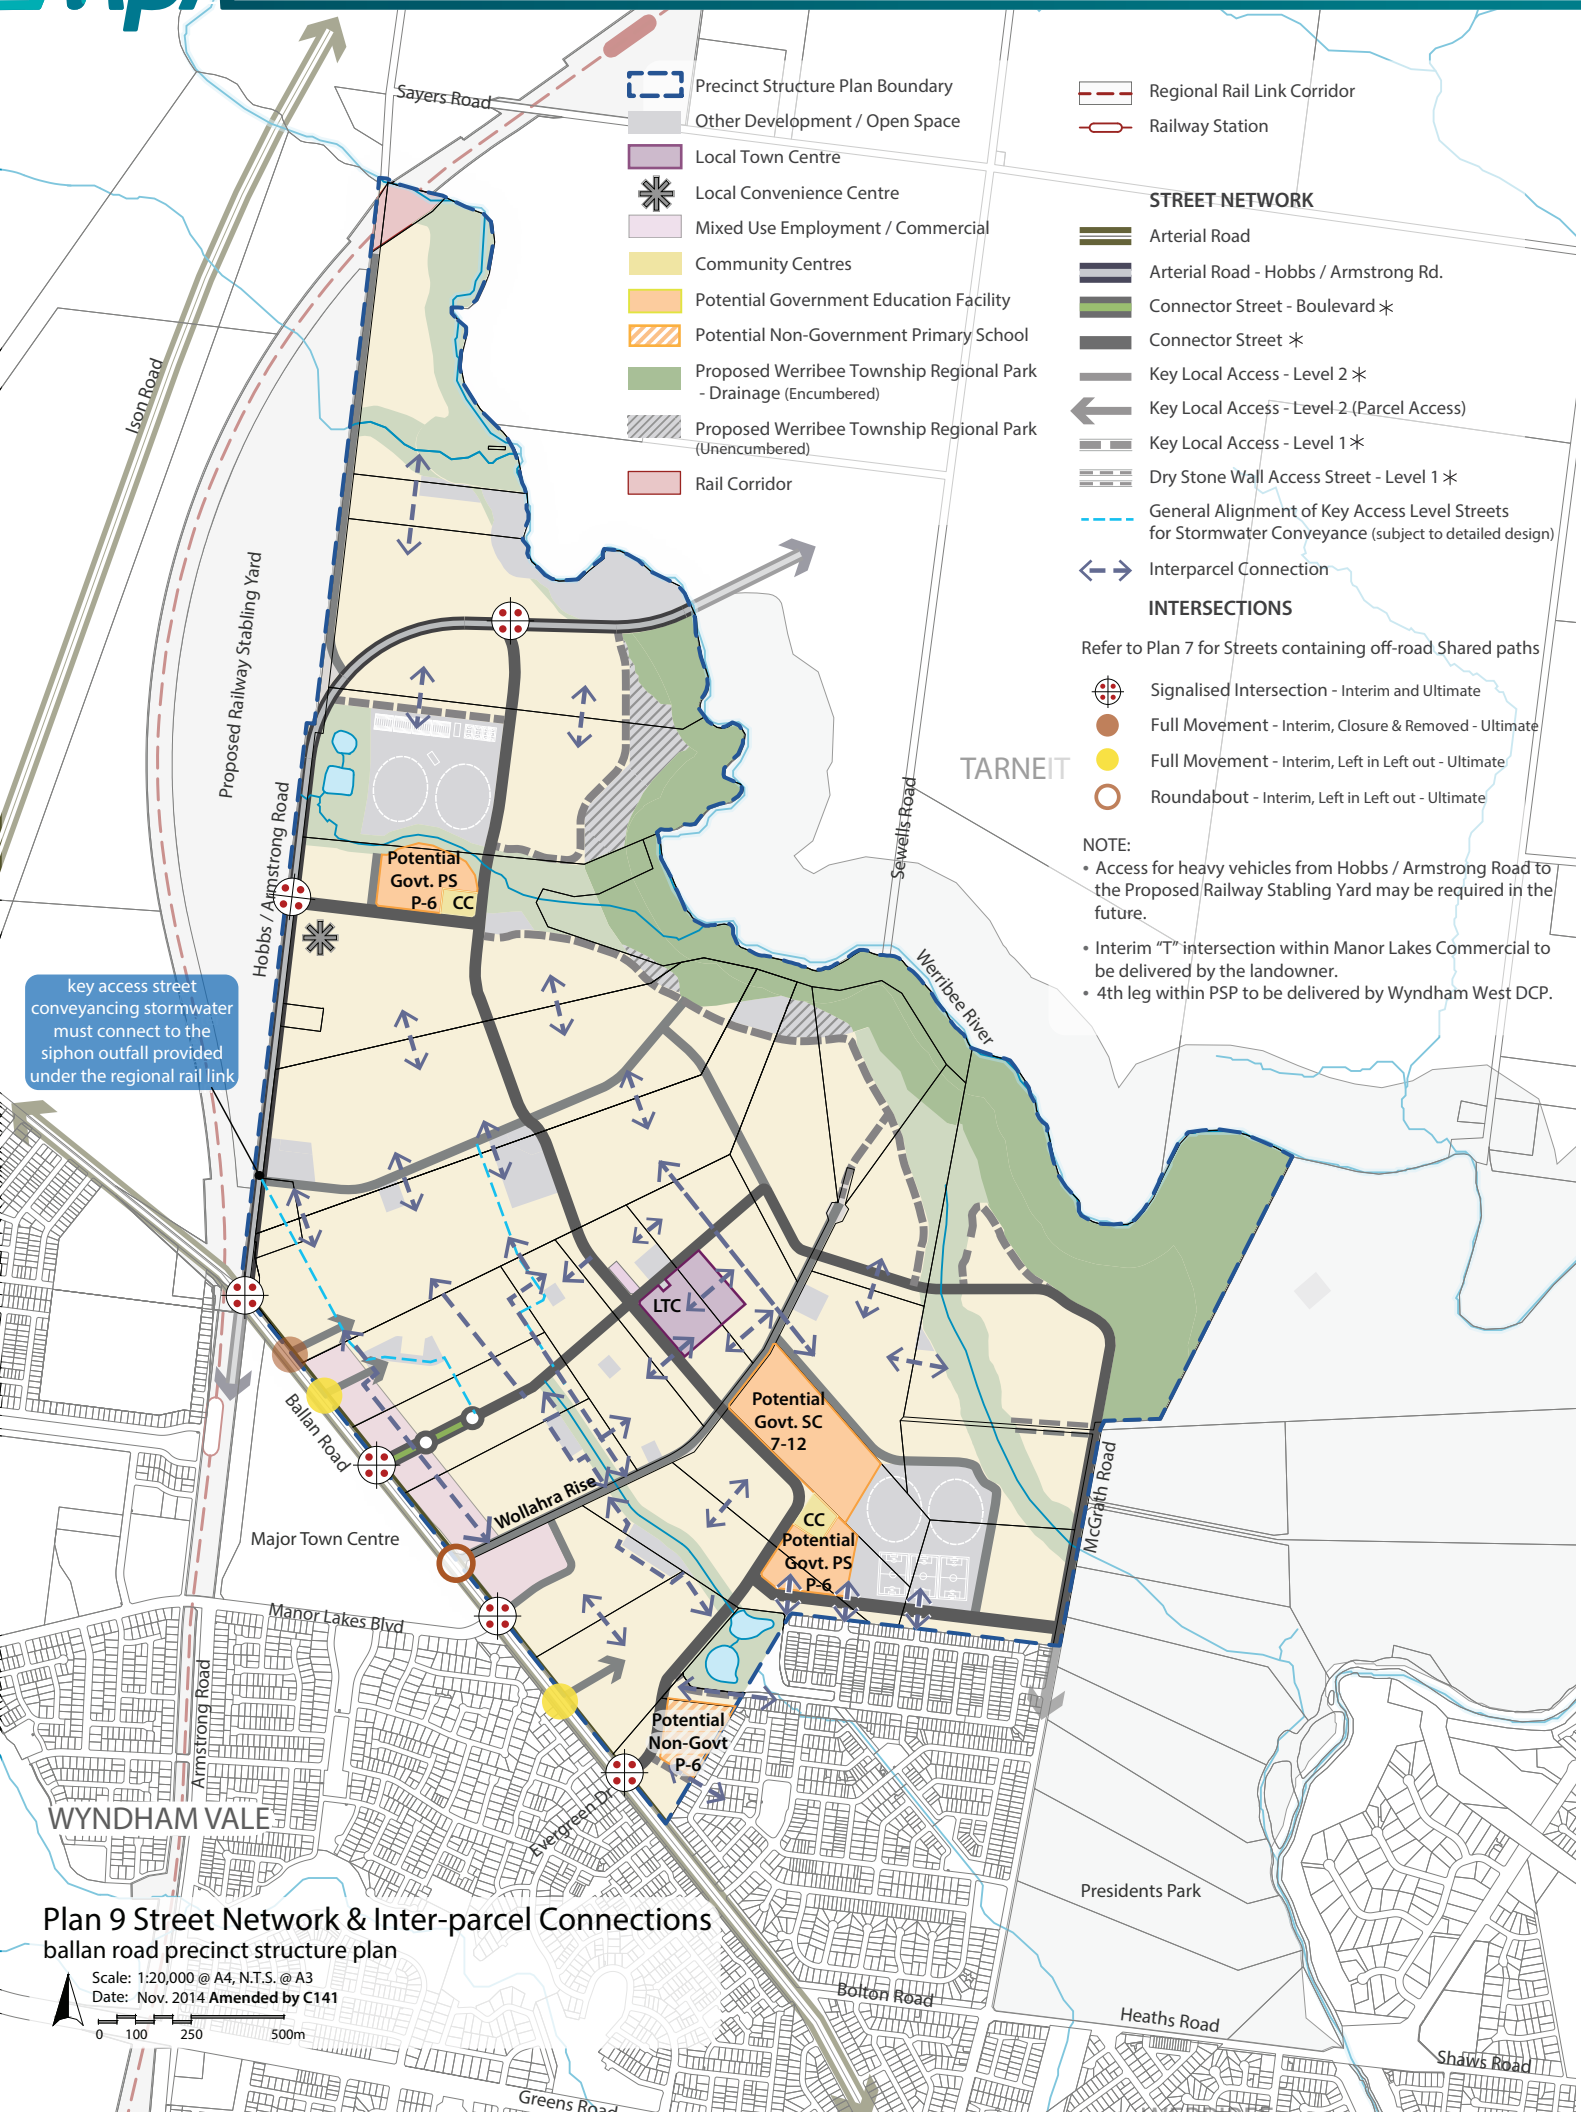 Sayers Road
Precinct Structure Plan Boundary
Other Development / Open Space
Local Town Centre
Local Convenience Centre
Mixed Use Employment / Commercial
Community Centres
Potential Government Education Facility
Potential Non-Government Primary School
Proposed Werribee Township Regional Park
- Drainage (Encumbered)
Proposed Werribee Township Regional Park
(Unencumbered)
Rail Corridor
Regional Rail Link Corridor
Railway Station
STREET NETWORK
Arterial Road
Arterial Road - Hobbs / Armstrong Rd.
Connector Street - Boulevard *
Connector Street *
Key Local Access - Level 2 *
Key Local Access - Level 2 (Parcel Access)
Key Local Access - Level 1 *
Dry Stone Wall Access Street - Level 1 *
General Alignment of Key Access Level Streets
for Stormwater Conveyance (subject to detailed design)
Interparcel Connection
INTERSECTIONS
Refer to Plan 7 for Streets containing off-road Shared paths
Signalised Intersection - Interim and Ultimate
Full Movement - Interim, Closure & Removed - Ultimate
Full Movement - Interim, Left in Left out - Ultimate
Roundabout - Interim, Left in Left out - Ultimate
NOTE:
• Access for heavy vehicles from Hobbs / Armstrong Road to
the Proposed Railway Stabling Yard may be required in the
future.
• Interim “T” intersection within Manor Lakes Commercial to
be delivered by the landowner.
• 4th leg within PSP to be delivered by Wyndham West DCP.
Ison Road
Proposed Railway Stabling Yard
Hobbs / Armstrong Road
TARNEIT
Sewells Road
Werribee River
Potential
Govt. PS
P-6
CC
key access street
conveyancing stormwater
must connect to the
siphon outfall provided
under the regional rail link
LTC
Ballan Road
Potential
Govt. SC
7-12
Wollahra Rise
CC
Potential
Govt. PS
P-6
McGrath Road
Major Town Centre
Manor Lakes Blvd
Armstrong Road
Potential
Non-Govt
P-6
Evergreen Dr
WYNDHAM VALE
Presidents Park
Bolton Road
Heaths Road
Shaws Road
Greens Road
Plan 9 Street Network & Inter-parcel Connections
ballan road precinct structure plan
Scale: 1:20,000 @ A4, N.T.S. @ A3
Date: Nov. 2014 Amended by C141
0 100 250 500m